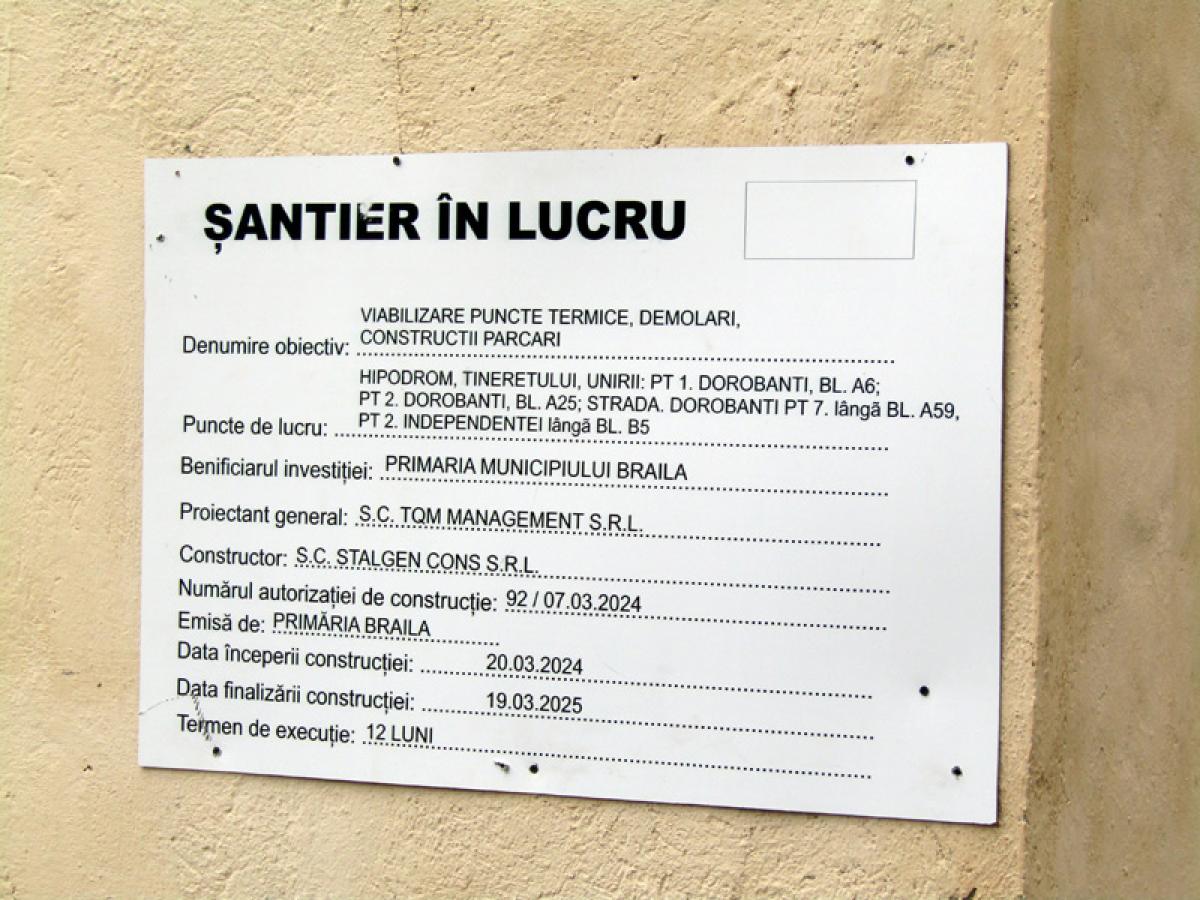 ȘANTIER ÎN LUCRU
VIABILIZARE PUNCTE TERMICE, DEMOLARI,
Denumire obiectiv: CONSTRUCTII PARCARI
HIPODROM, TINERETULUI, UNIRII: PT 1. DOROBANTI, BL. A6;
PT 2. DOROBANTI, BL. A25; STRADA. DOROBANTI PT 7. lângã BL. A59,
Puncte de lucru: PT 2. INDEPENDENTEI lângã BL. B5
Benificiarul investiției: PRIMARIA MUNICIPIULUI BRAILA
Proiectant general: S.C. TQM MANAGEMENT S.R.L.
Constructor: S.C. STALGEN CONS S.R.L.
Numărul autorizației de construcție: 92 / 07.03.2024
Emisă de: PRIMĂRIA BRAILA
Data începerii construcției: 20.03.2024
Data finalizării construcției: 19.03.2025
Termen de execuție: 12 LUNI